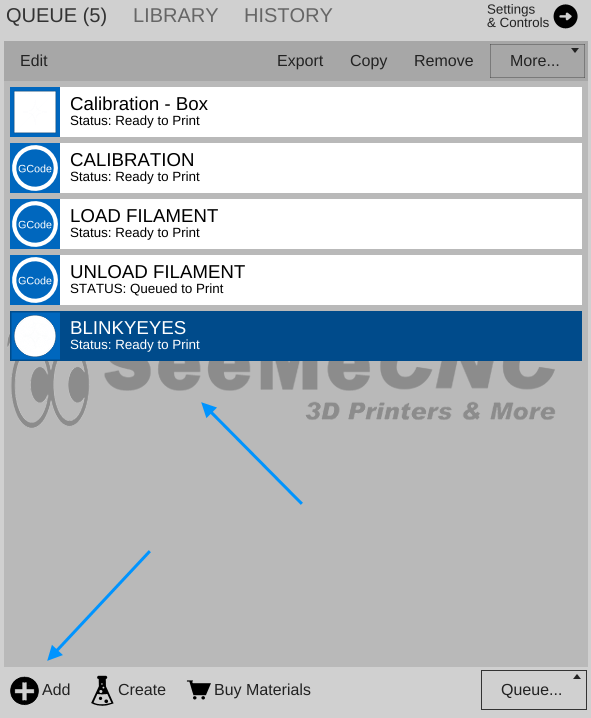 QUEUE (5) LIBRARY HISTORY Settings & Controls
Edit Export Copy Remove More...
Calibration - Box
Status: Ready to Print
GCode
CALIBRATION
Status: Ready to Print
GCode
LOAD FILAMENT
Status: Ready to Print
GCode
UNLOAD FILAMENT
STATUS: Queued to Print
BLINKYEYES
Status: Ready to Print
SeeMeCNC
3D Printers & More
Add Create Buy Materials Queue...